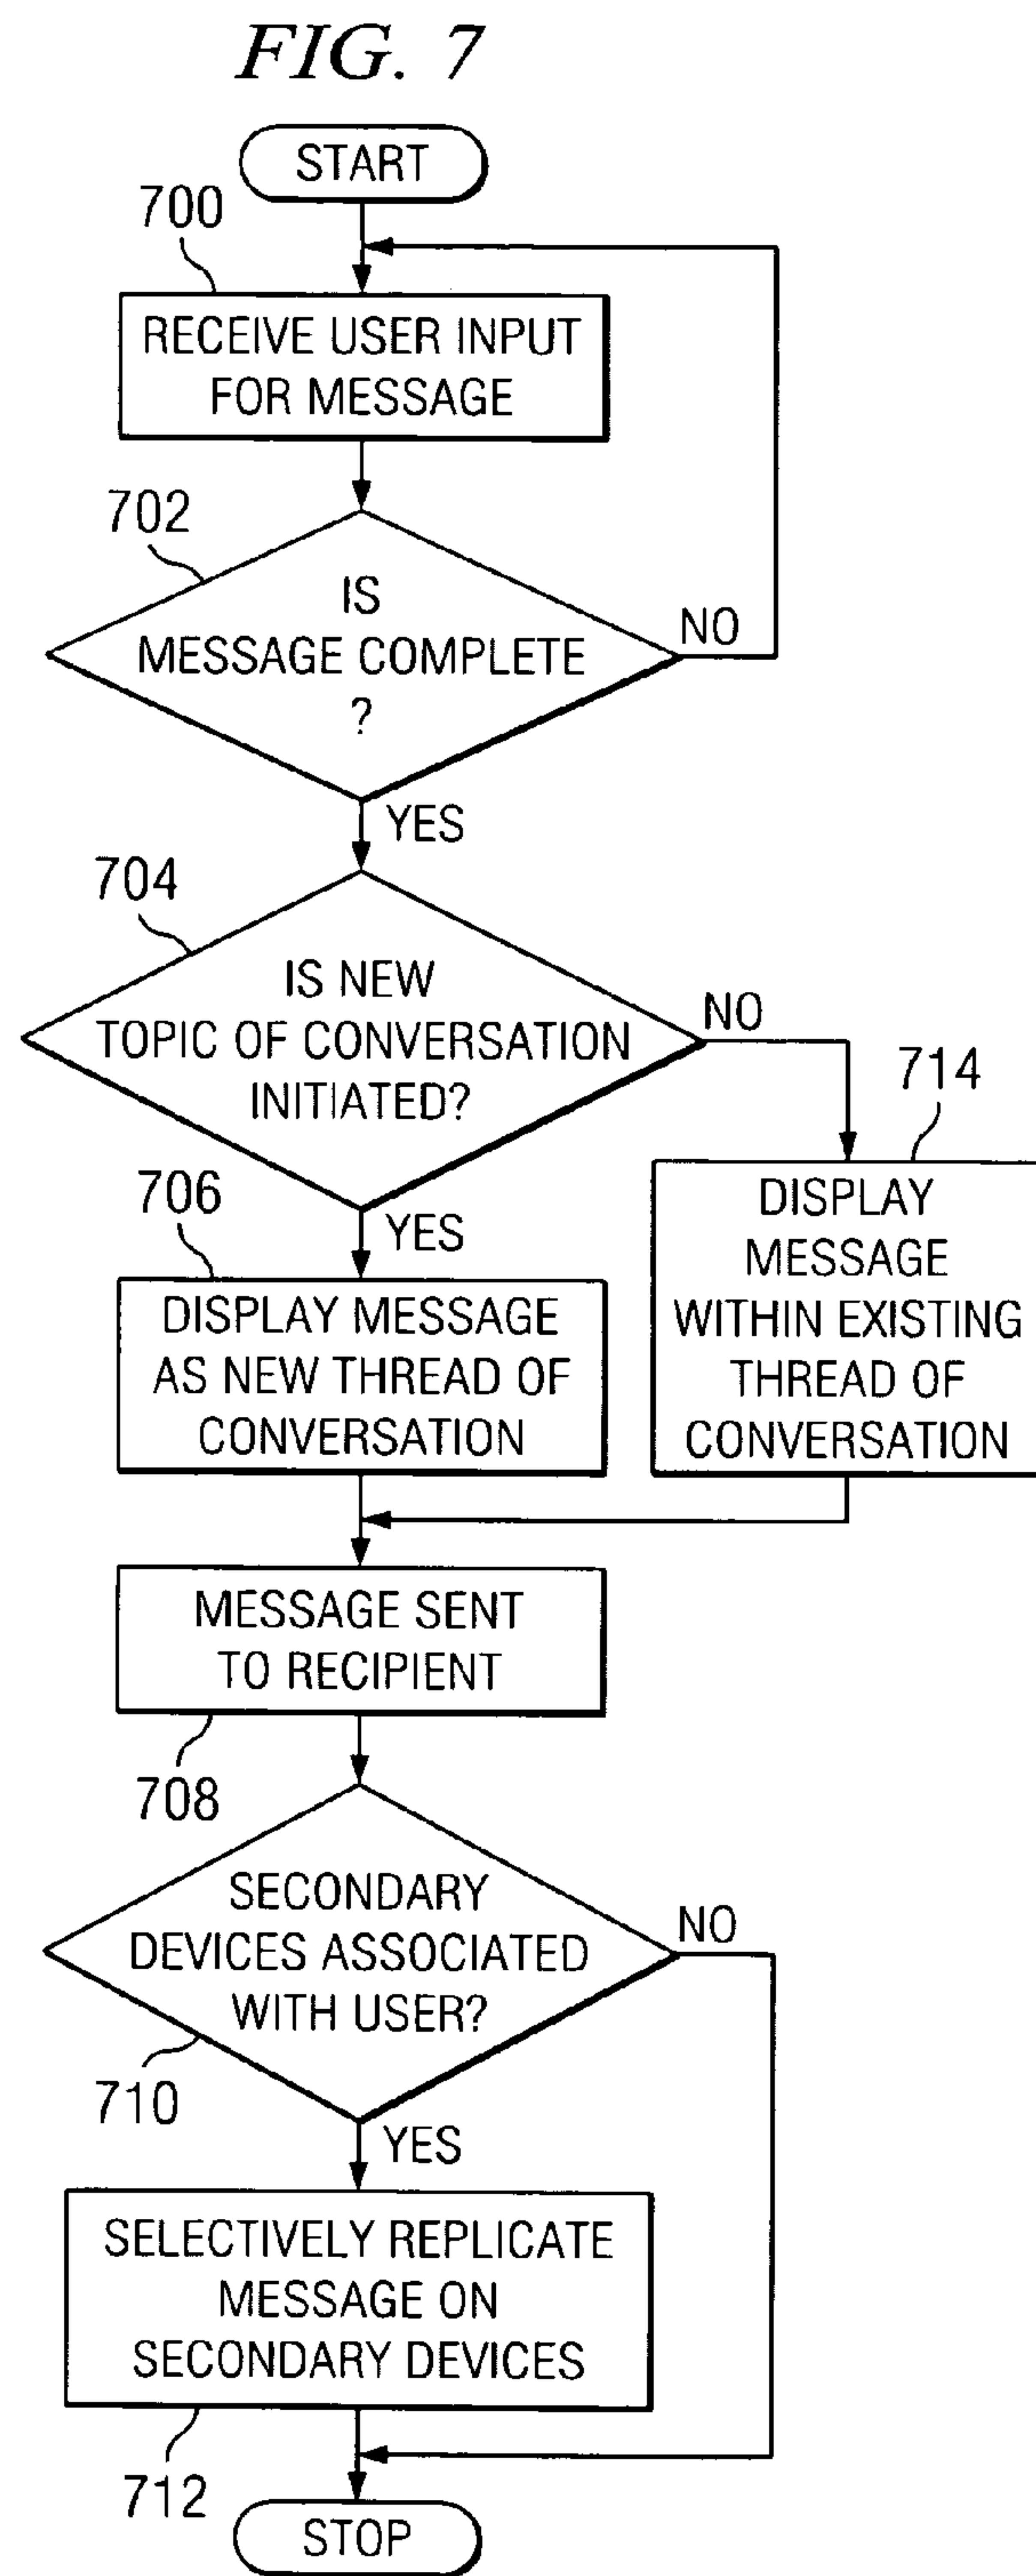 FIG. 7
START
700
RECEIVE USER INPUT
FOR MESSAGE
702
IS
MESSAGE COMPLETE
?
NO
YES
704
IS NEW
TOPIC OF CONVERSATION
INITIATED?
NO
714
YES
706
DISPLAY MESSAGE
AS NEW THREAD OF
CONVERSATION
DISPLAY
MESSAGE
WITHIN EXISTING
THREAD OF
CONVERSATION
MESSAGE SENT
TO RECIPIENT
708
SECONDARY
DEVICES ASSOCIATED
WITH USER?
NO
710
YES
SELECTIVELY REPLICATE
MESSAGE ON
SECONDARY DEVICES
712
STOP